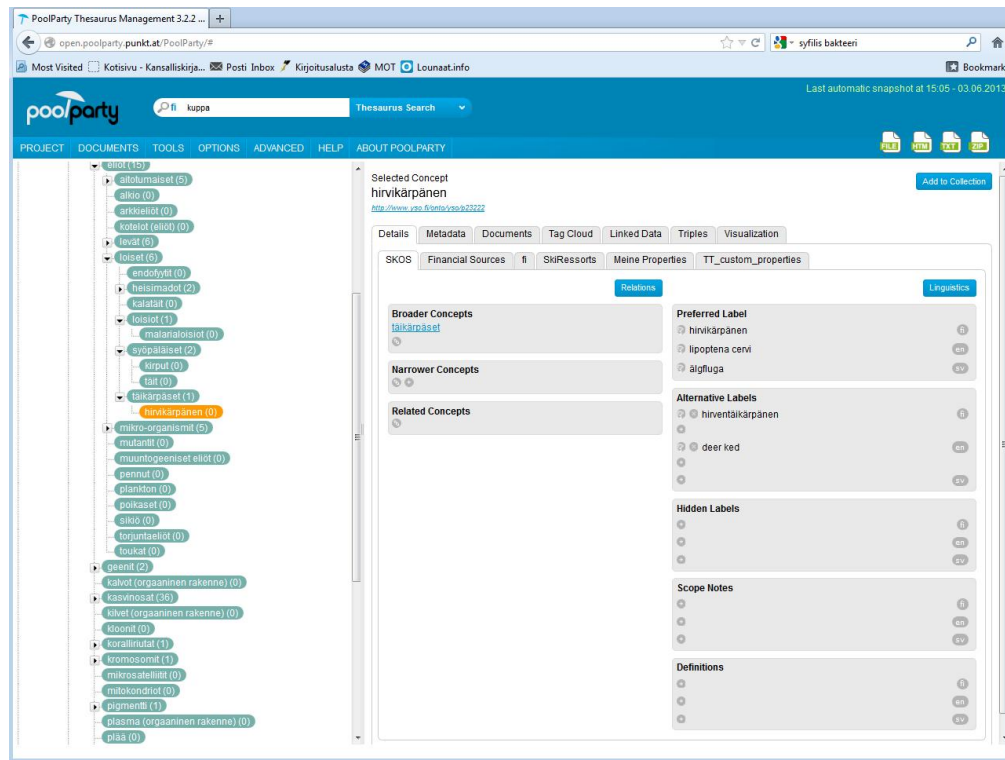 PoolParty Thesaurus Management 3.2.2 ... +
open.poolparty.punkt.at/PoolParty/#
syfilis bakteeri
Most Visited Kotisivu - Kansalliskirja... Posti Inbox Kirjoitusalusta MOT Lounaat.info Bookmark
Last automatic snapshot at 15:05 - 03.06.2013
poolparty
fi kuppa Thesaurus Search
PROJECT DOCUMENTS TOOLS OPTIONS ADVANCED HELP ABOUT POOLPARTY
FILE HTM TXT ZIP
eliöt (15)
aitotumaiset (5)
alkio (0)
arkkieliöt (0)
kotelot (eliöt) (0)
levät (6)
loiset (6)
endofyytit (0)
heisimadot (2)
kalatäit (0)
loisiot (1)
malarialoisiot (0)
syöpäläiset (2)
kirput (0)
täit (0)
täikärpäset (1)
hirvikärpänen (0)
mikro-organismit (5)
mutantit (0)
muuntogeeniset eliöt (0)
pennut (0)
plankton (0)
poikaset (0)
sikiö (0)
torjuntaeliöt (0)
toukat (0)
geenit (2)
kalvot (orgaaninen rakenne) (0)
kasvinosat (36)
kilvet (orgaaninen rakenne) (0)
kloonit (0)
koralliriutat (1)
kromosomit (1)
mikrosatelliitit (0)
mitokondriot (0)
pigmentti (1)
plasma (orgaaninen rakenne) (0)
plää (0)
Selected Concept
hirvikärpänen
http://www.yso.fi/onto/yso/p23222
Add to Collection
Details Metadata Documents Tag Cloud Linked Data Triples Visualization
SKOS Financial Sources fi SkiRessorts Meine Properties TT_custom_properties
Relations
Broader Concepts
täikärpäset
Narrower Concepts
Related Concepts
Linguistics
Preferred Label
hirvikärpänen fi
lipoptena cervi en
älgfluga sv
Alternative Labels
hirventäikärpänen fi
deer ked en
sv
Hidden Labels
fi
en
sv
Scope Notes
fi
en
sv
Definitions
fi
en
sv